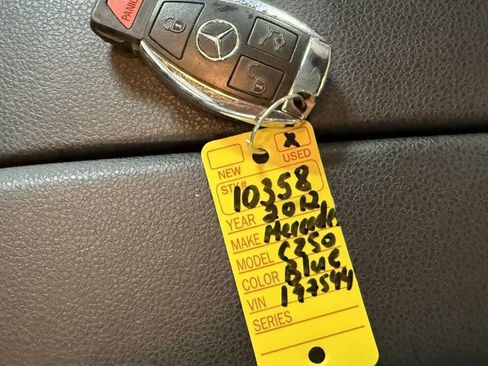 PANIC
X
NEW USED
STK# 10358
YEAR 2012
MAKE Mercedes
MODEL C250
COLOR Blue
VIN 197544
SERIES